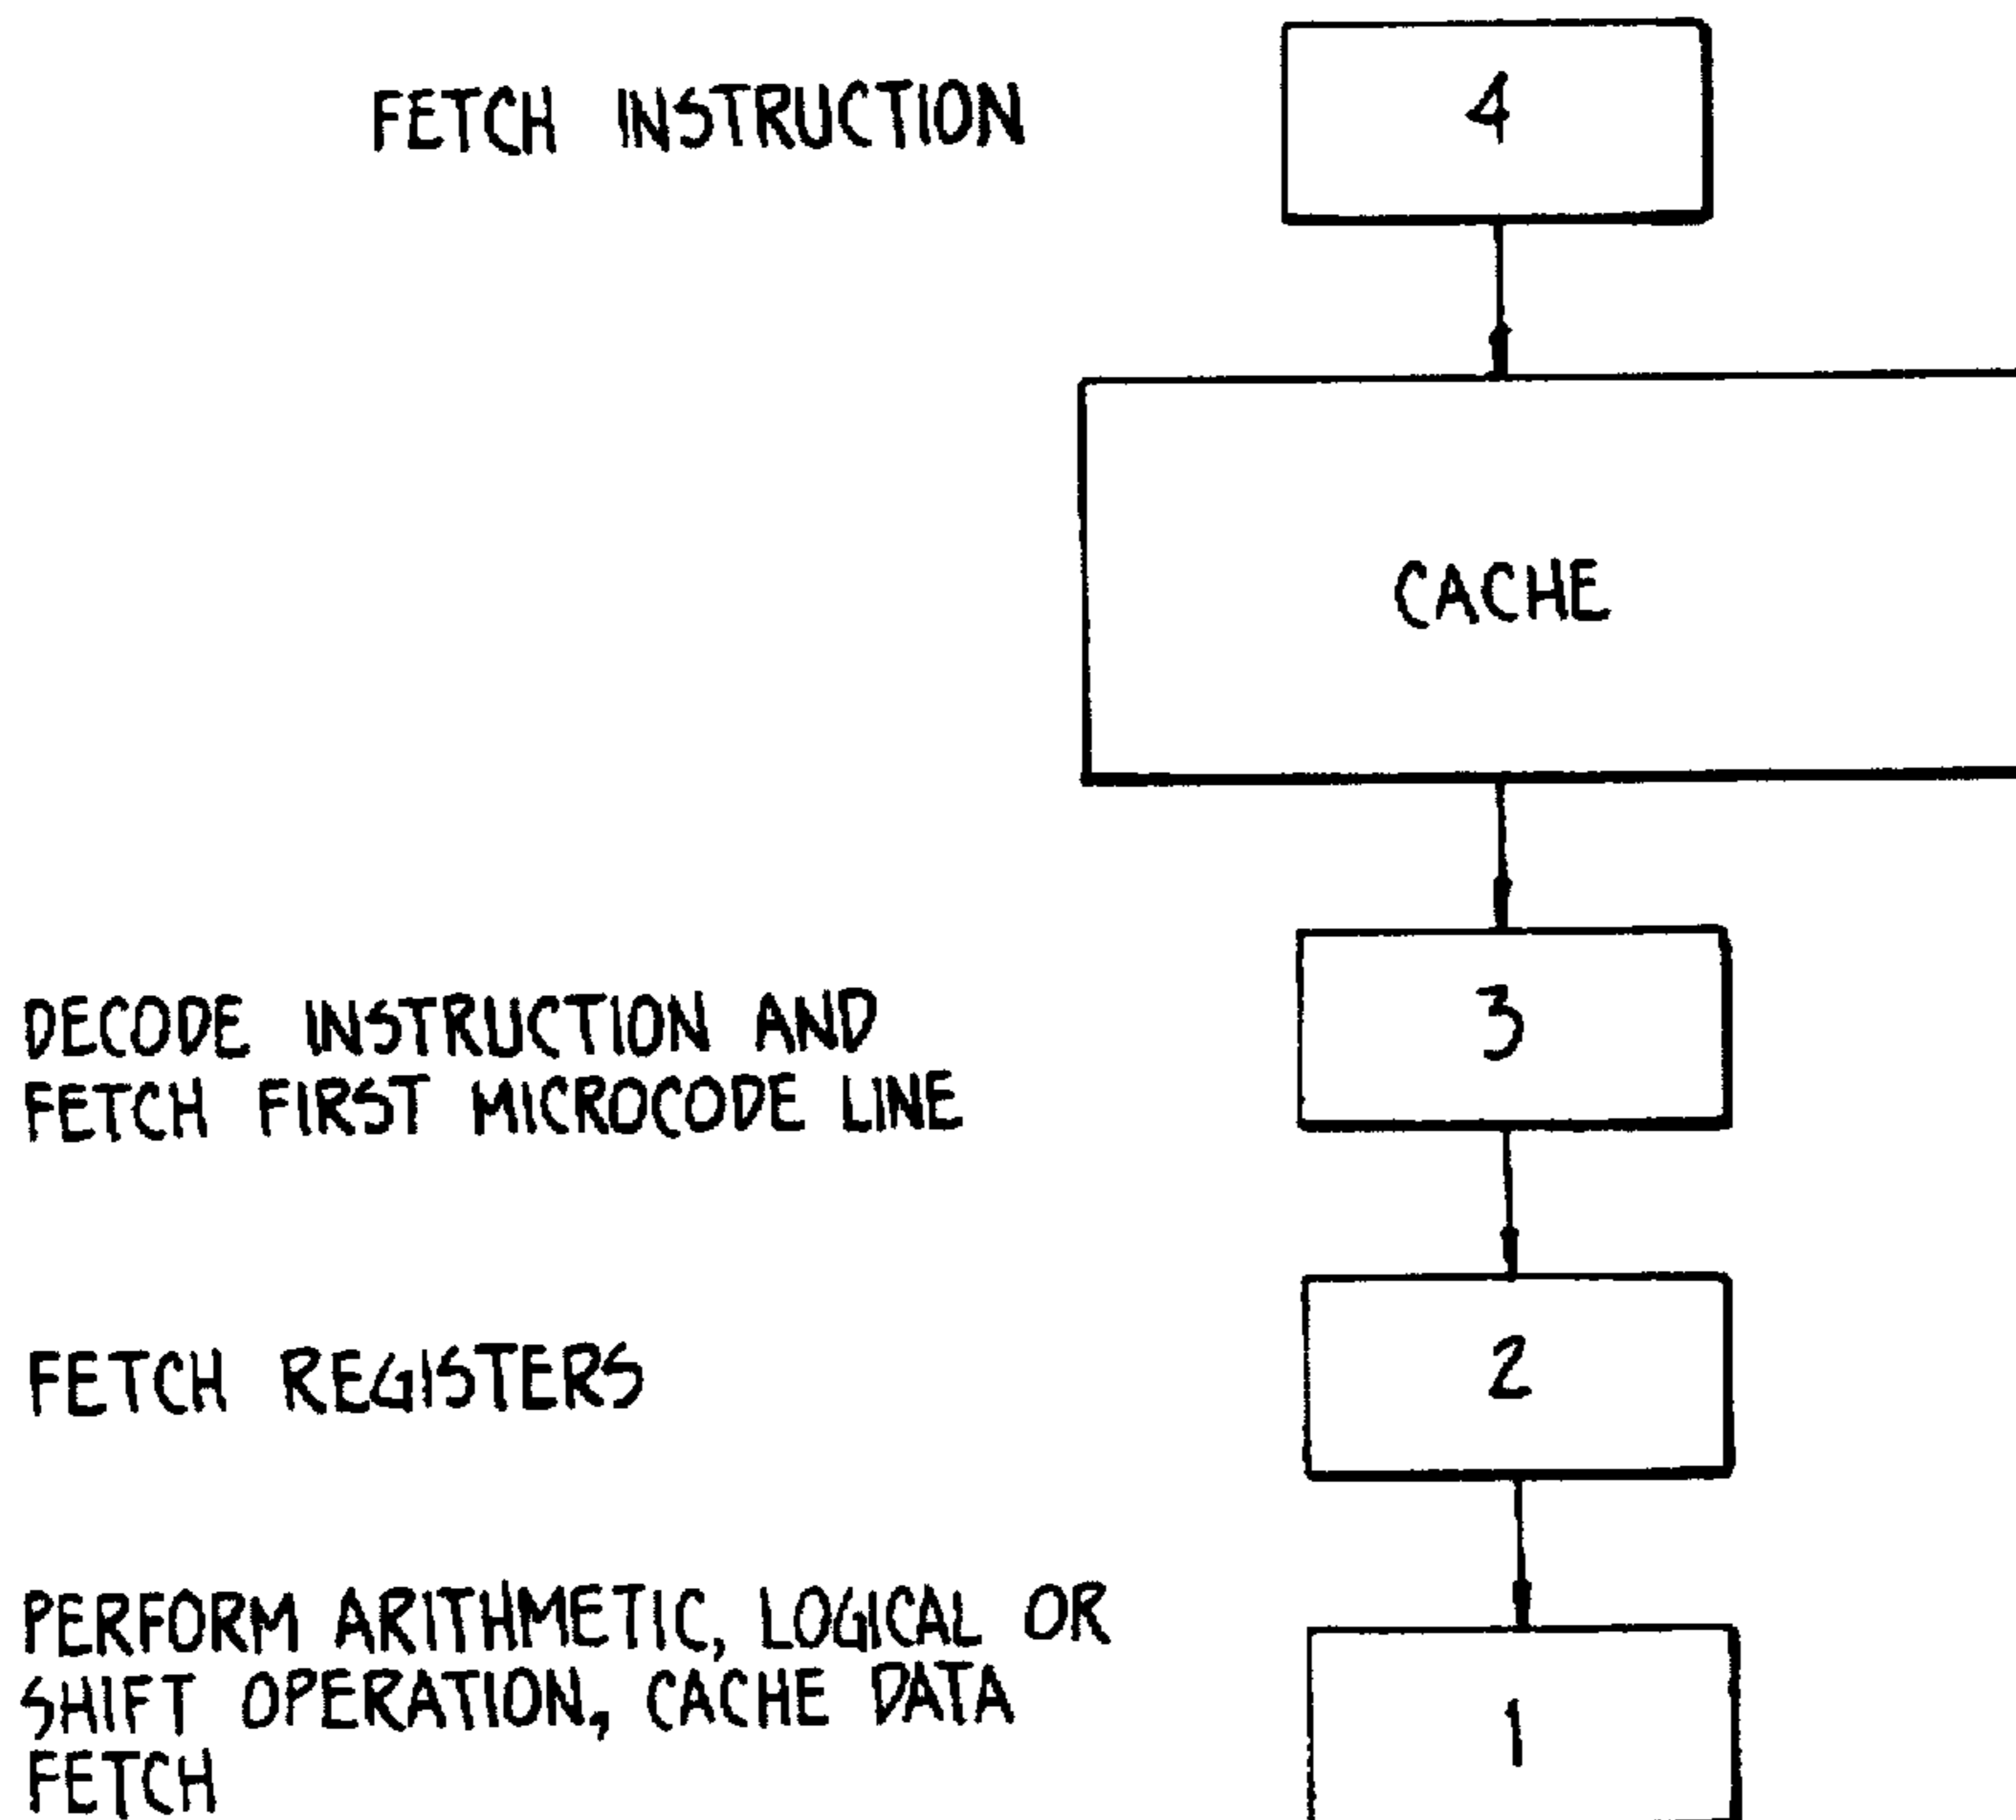 FETCH INSTRUCTION
4
CACHE
3
DECODE INSTRUCTION AND
FETCH FIRST MICROCODE LINE
2
FETCH REGISTERS
PERFORM ARITHMETIC, LOGICAL OR
SHIFT OPERATION, CACHE DATA
FETCH
1